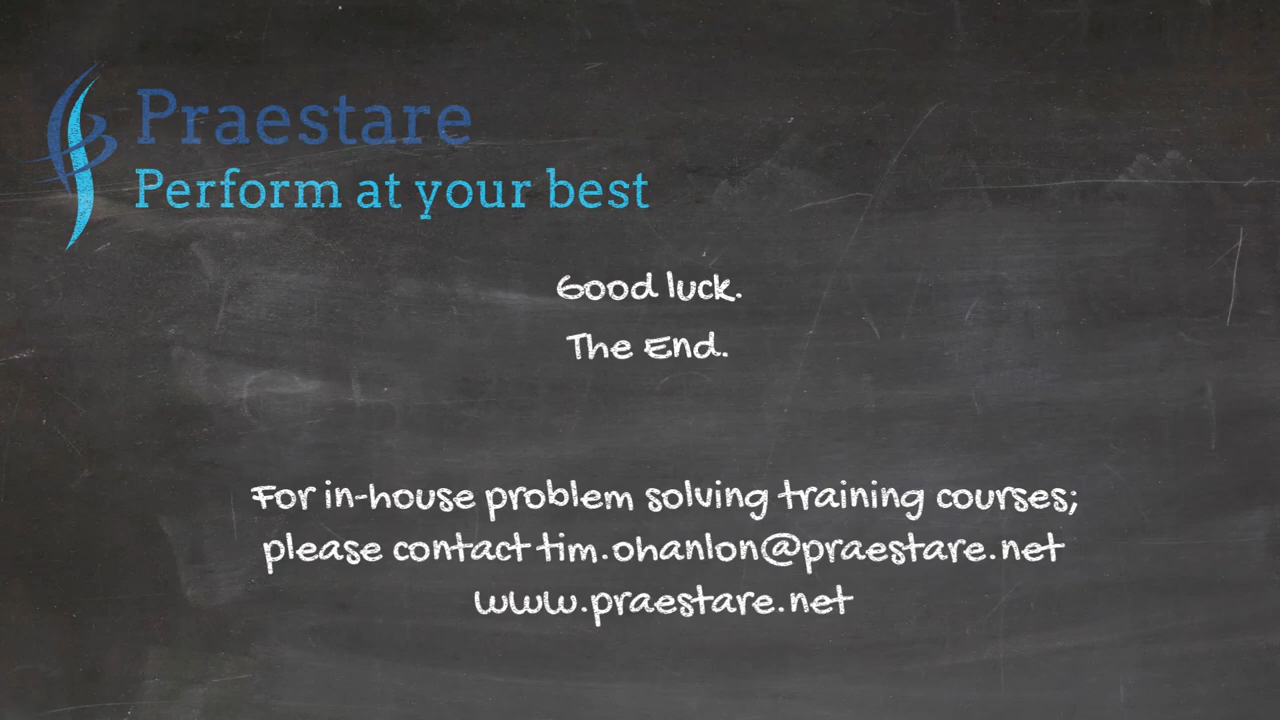 Praestare
Perform at your best
Good luck.
The End.
For in-house problem solving training courses;
please contact tim.ohanlon@praestare.net
www.praestare.net